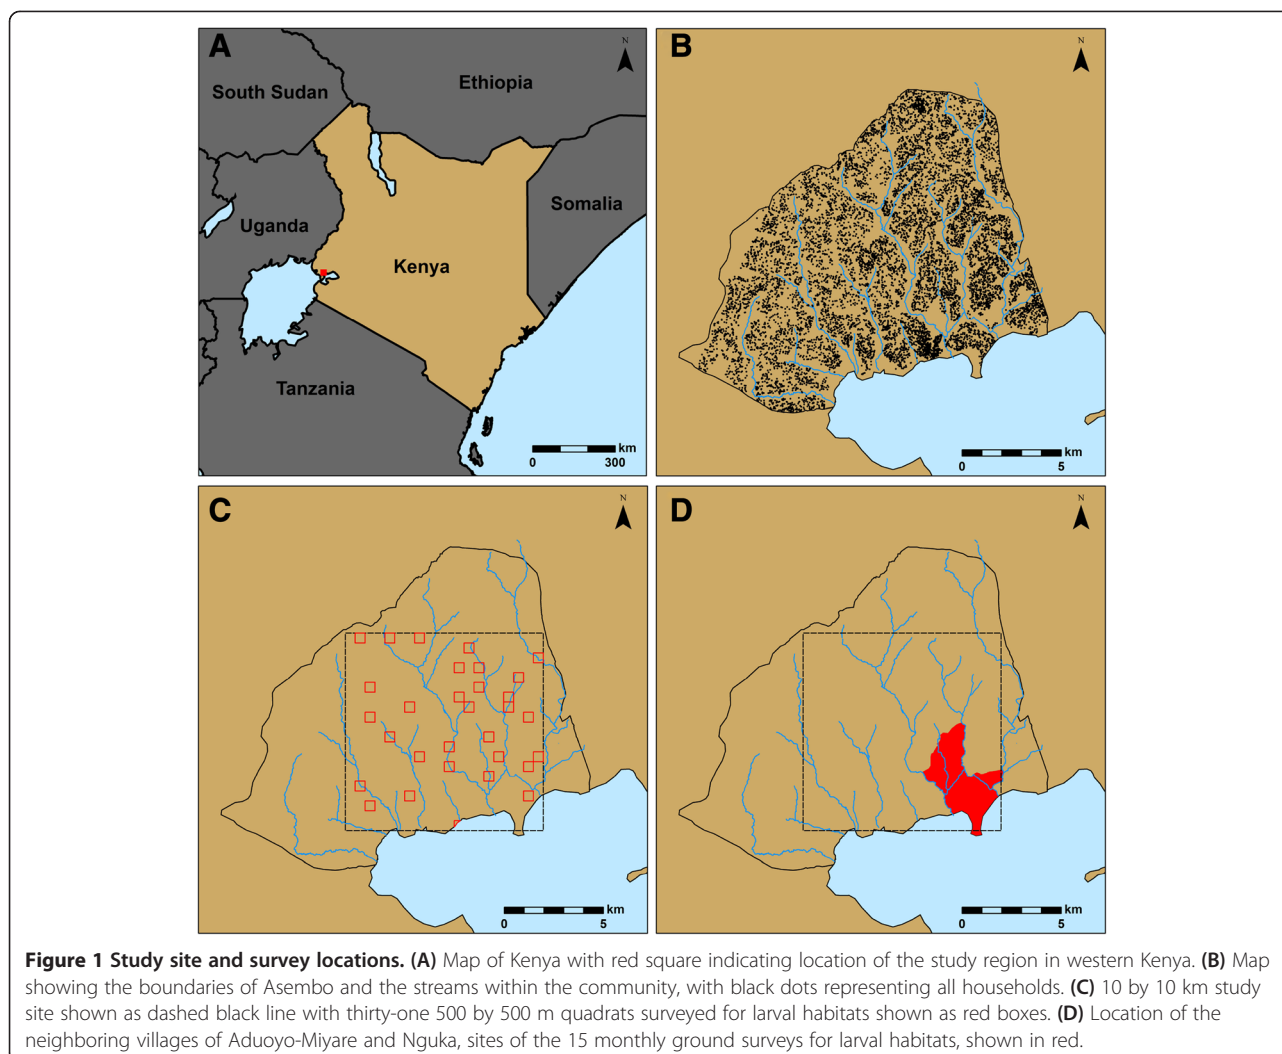 A
N
South Sudan
Ethiopia
Uganda
Somalia
Kenya
Tanzania
km
0 300
B
N
km
0 5
C
N
km
0 5
D
N
km
0 5
Figure 1 Study site and survey locations. (A) Map of Kenya with red square indicating location of the study region in western Kenya. (B) Map
showing the boundaries of Asembo and the streams within the community, with black dots representing all households. (C) 10 by 10 km study
site shown as dashed black line with thirty-one 500 by 500 m quadrats surveyed for larval habitats shown as red boxes. (D) Location of the
neighboring villages of Aduoyo-Miyare and Nguka, sites of the 15 monthly ground surveys for larval habitats, shown in red.